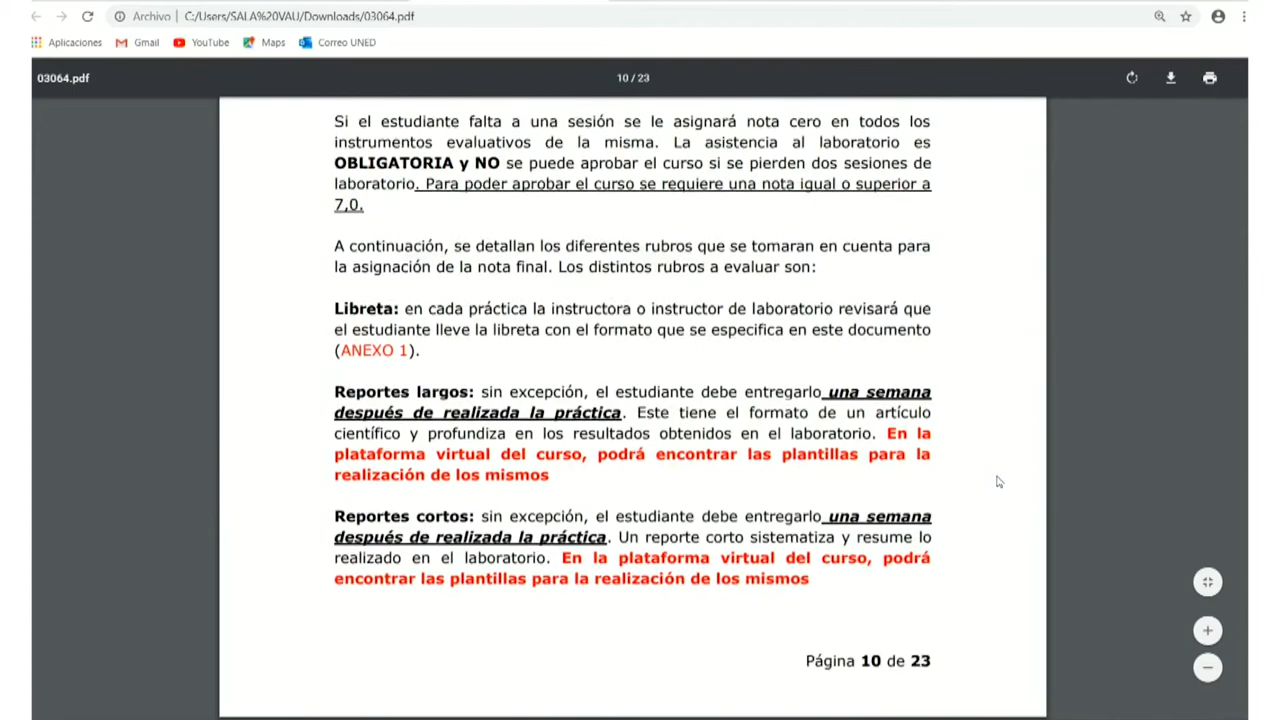 Archivo | C:/Users/SALA%20VAU/Downloads/03064.pdf
Aplicaciones Gmail YouTube Maps Correo UNED
03064.pdf 10 / 23
Si el estudiante falta a una sesión se le asignará nota cero en todos los
instrumentos evaluativos de la misma. La asistencia al laboratorio es
OBLIGATORIA y NO se puede aprobar el curso si se pierden dos sesiones de
laboratorio. Para poder aprobar el curso se requiere una nota igual o superior a
7,0.
A continuación, se detallan los diferentes rubros que se tomaran en cuenta para
la asignación de la nota final. Los distintos rubros a evaluar son:
Libreta: en cada práctica la instructora o instructor de laboratorio revisará que
el estudiante lleve la libreta con el formato que se especifica en este documento
(ANEXO 1).
Reportes largos: sin excepción, el estudiante debe entregarlo una semana
después de realizada la práctica. Este tiene el formato de un artículo
científico y profundiza en los resultados obtenidos en el laboratorio. En la
plataforma virtual del curso, podrá encontrar las plantillas para la
realización de los mismos
Reportes cortos: sin excepción, el estudiante debe entregarlo una semana
después de realizada la práctica. Un reporte corto sistematiza y resume lo
realizado en el laboratorio. En la plataforma virtual del curso, podrá
encontrar las plantillas para la realización de los mismos
Página 10 de 23